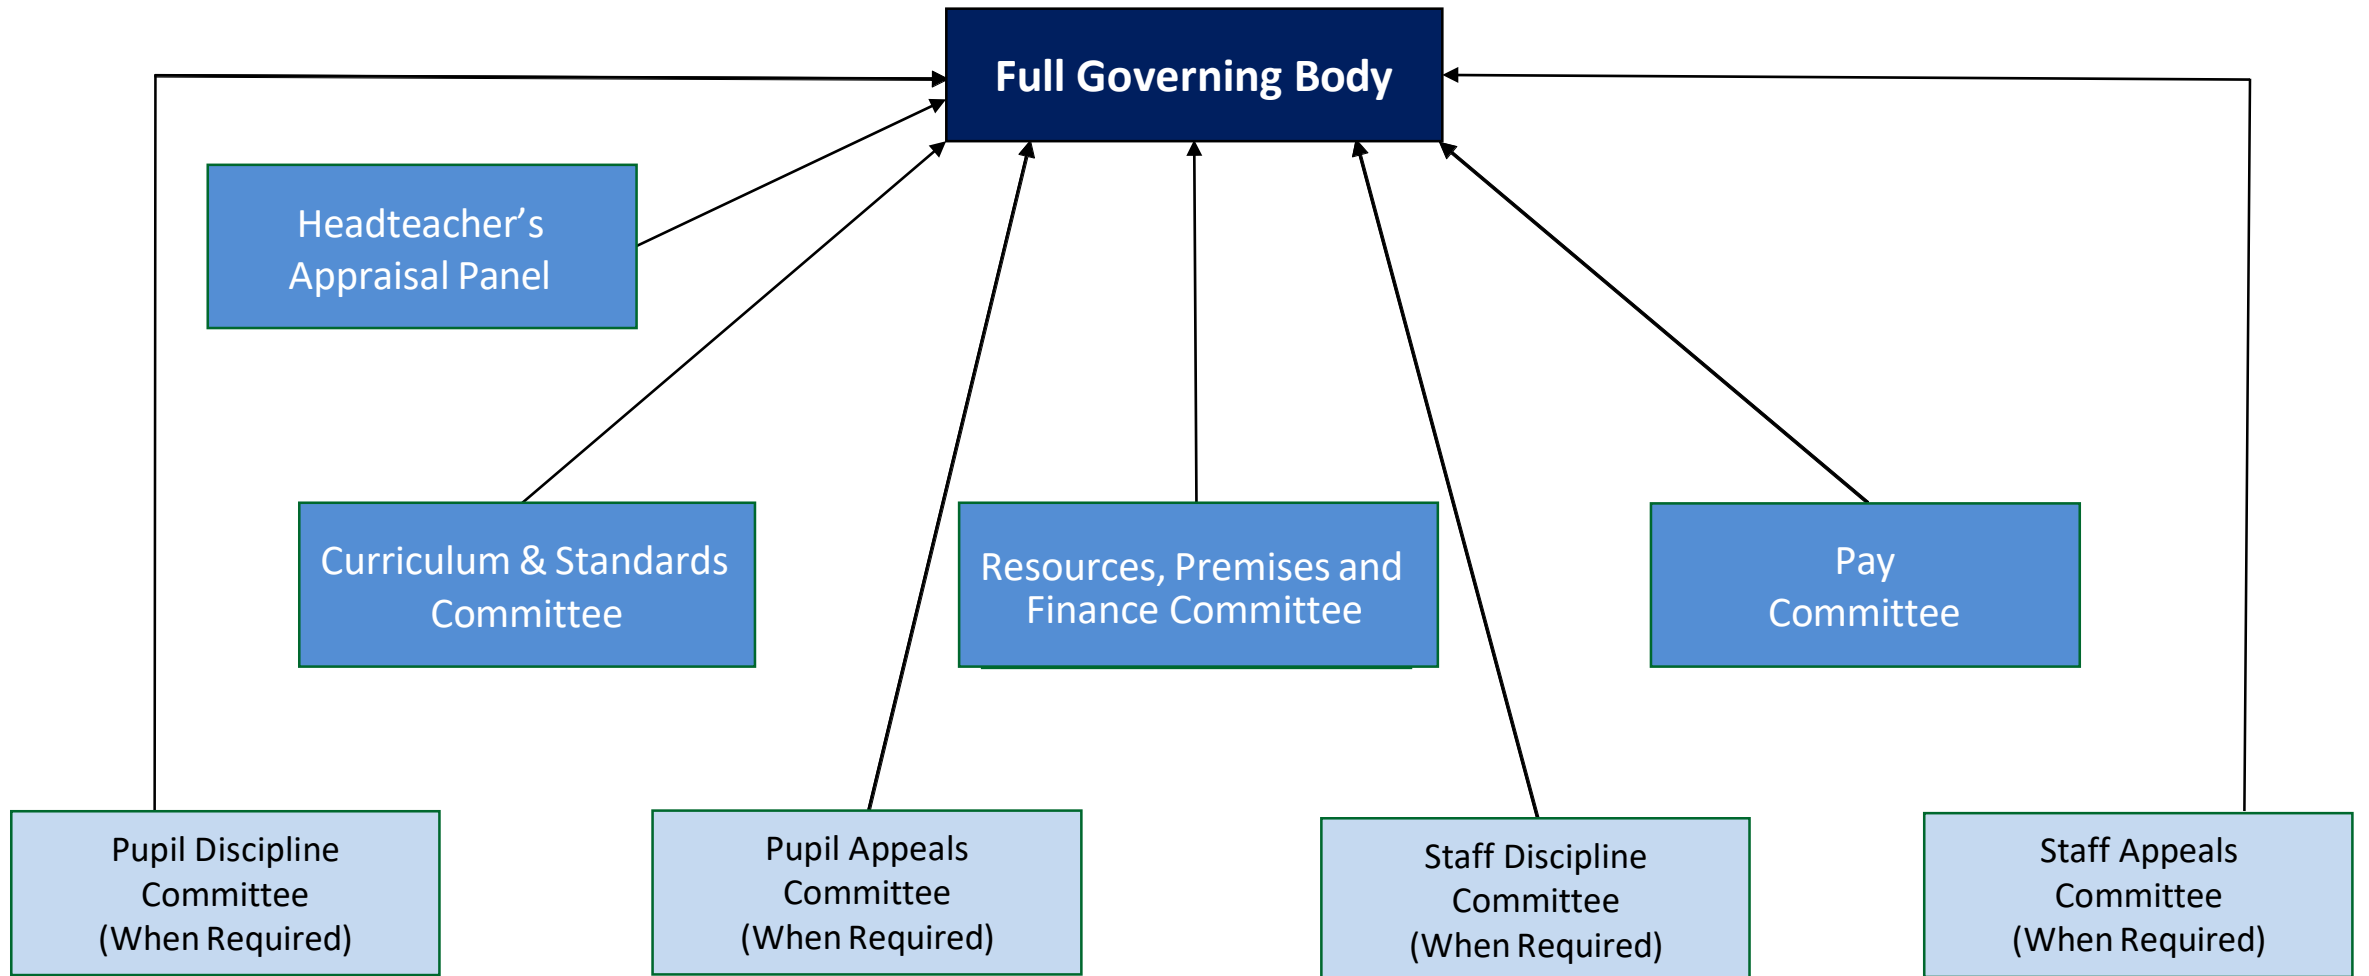 Full Governing Body
Headteacher’s
Appraisal Panel
Curriculum & Standards
Committee
Resources, Premises and
Finance Committee
Pay
Committee
Pupil Discipline
Committee
(When Required)
Pupil Appeals
Committee
(When Required)
Staff Discipline
Committee
(When Required)
Staff Appeals
Committee
(When Required)